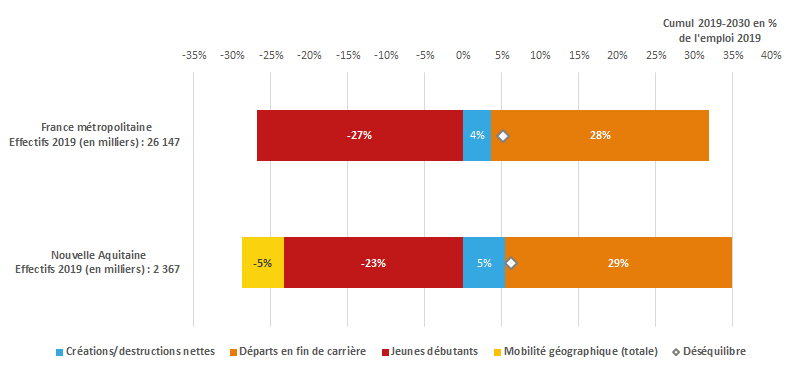 Cumul 2019-2030 en %
de l'emploi 2019
-35% -30% -25% -20% -15% -10% -5% 0% 5% 10% 15% 20% 25% 30% 35% 40%
France métropolitaine
Effectifs 2019 (en milliers) : 26 147
-27% 4% 28%
Nouvelle Aquitaine
Effectifs 2019 (en milliers) : 2 367
-5% -23% 5% 29%
Créations/destructions nettes Départs en fin de carrière Jeunes débutants Mobilité géographique (totale) Déséquilibre